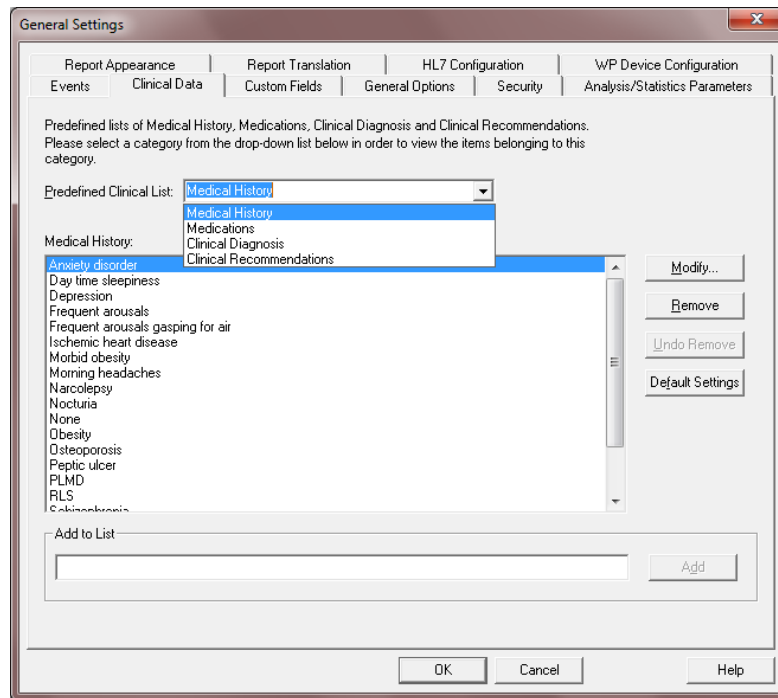 General Settings
Report Appearance Report Translation HL7 Configuration WP Device Configuration
Events Clinical Data Custom Fields General Options Security Analysis/Statistics Parameters
Predefined lists of Medical History, Medications, Clinical Diagnosis and Clinical Recommendations.
Please select a category from the drop-down list below in order to view the items belonging to this
category.
Predefined Clinical List: Medical History
Medical History
Medications
Clinical Diagnosis
Clinical Recommendations
Medical History:
Anxiety disorder
Day time sleepiness
Depression
Frequent arousals
Frequent arousals gasping for air
Ischemic heart disease
Morbid obesity
Morning headaches
Narcolepsy
Nocturia
None
Obesity
Osteoporosis
Peptic ulcer
PLMD
RLS
Schizophrenia
Modify...
Remove
Undo Remove
Default Settings
Add to List
Add
OK Cancel Help